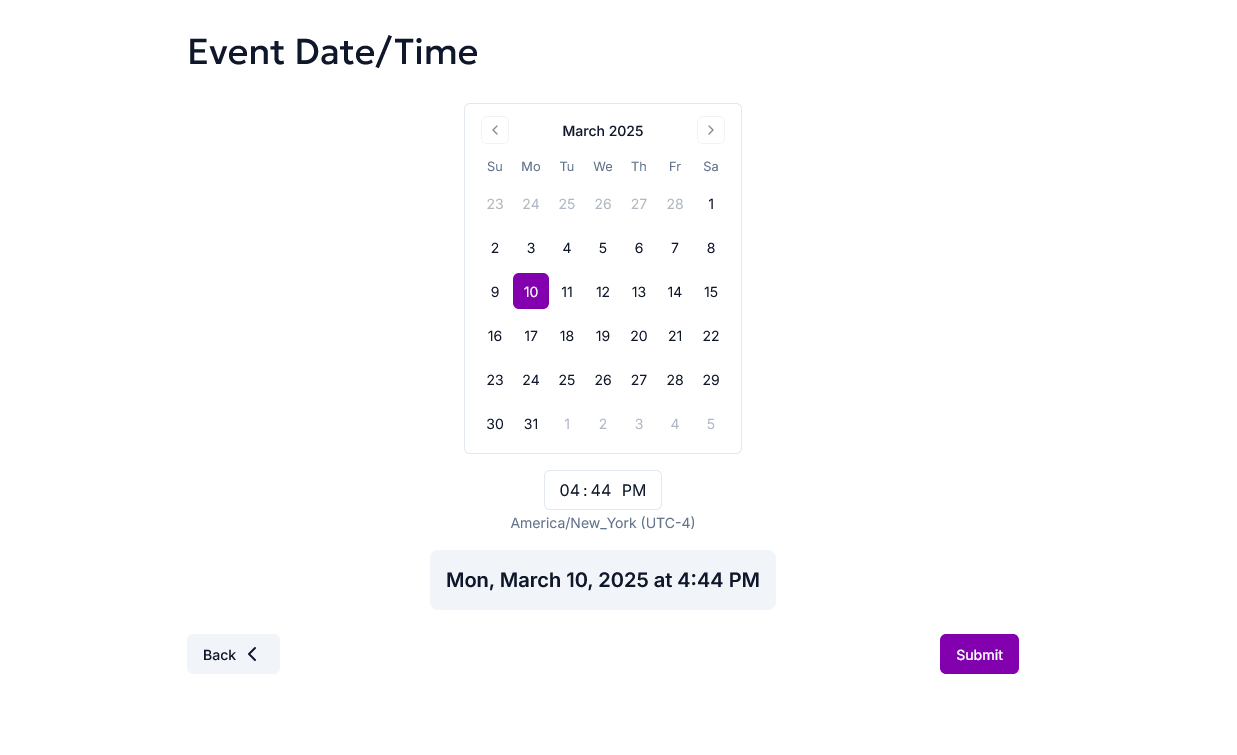 Event Date/Time
March 2025
Su Mo Tu We Th Fr Sa
23 24 25 26 27 28 1
2 3 4 5 6 7 8
9 10 11 12 13 14 15
16 17 18 19 20 21 22
23 24 25 26 27 28 29
30 31 1 2 3 4 5
04:44 PM
America/New_York (UTC-4)
Mon, March 10, 2025 at 4:44 PM
Back Submit